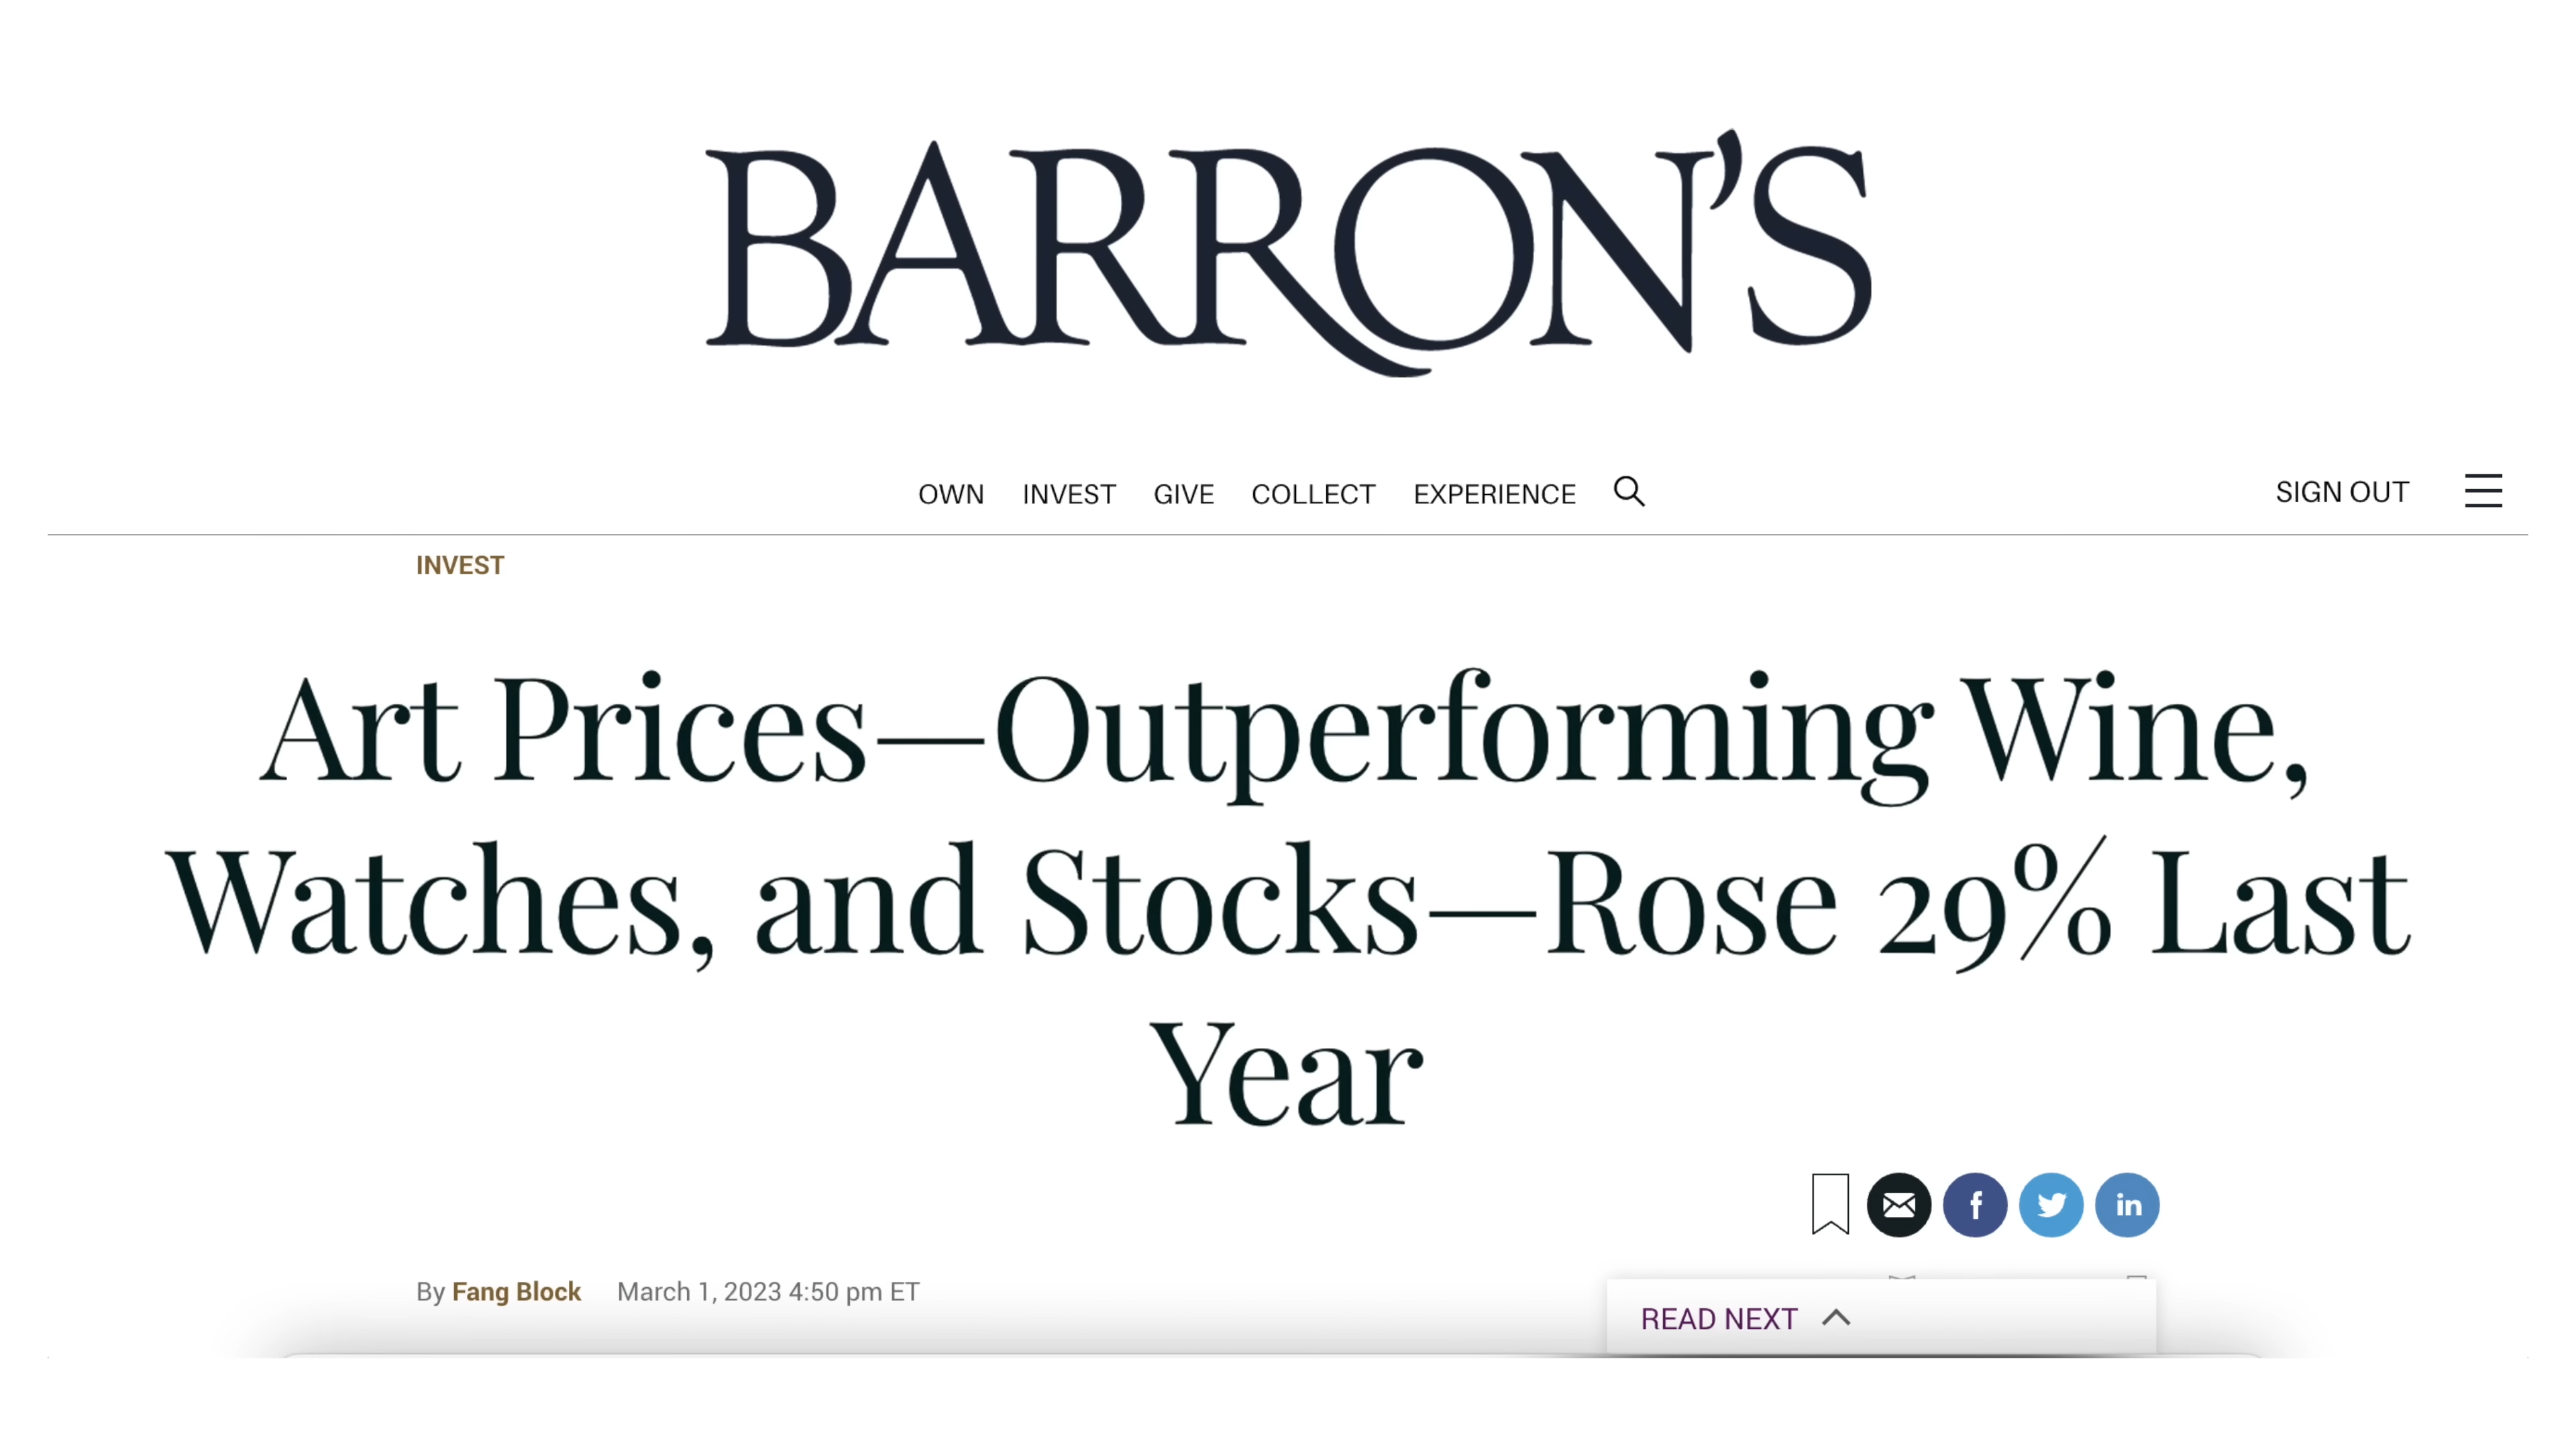 BARRON'S
OWN INVEST GIVE COLLECT EXPERIENCE
SIGN OUT
INVEST
Art Prices—Outperforming Wine,
Watches, and Stocks—Rose 29% Last
Year
f in
By Fang Block March 1, 2023 4:50 pm ET
READ NEXT